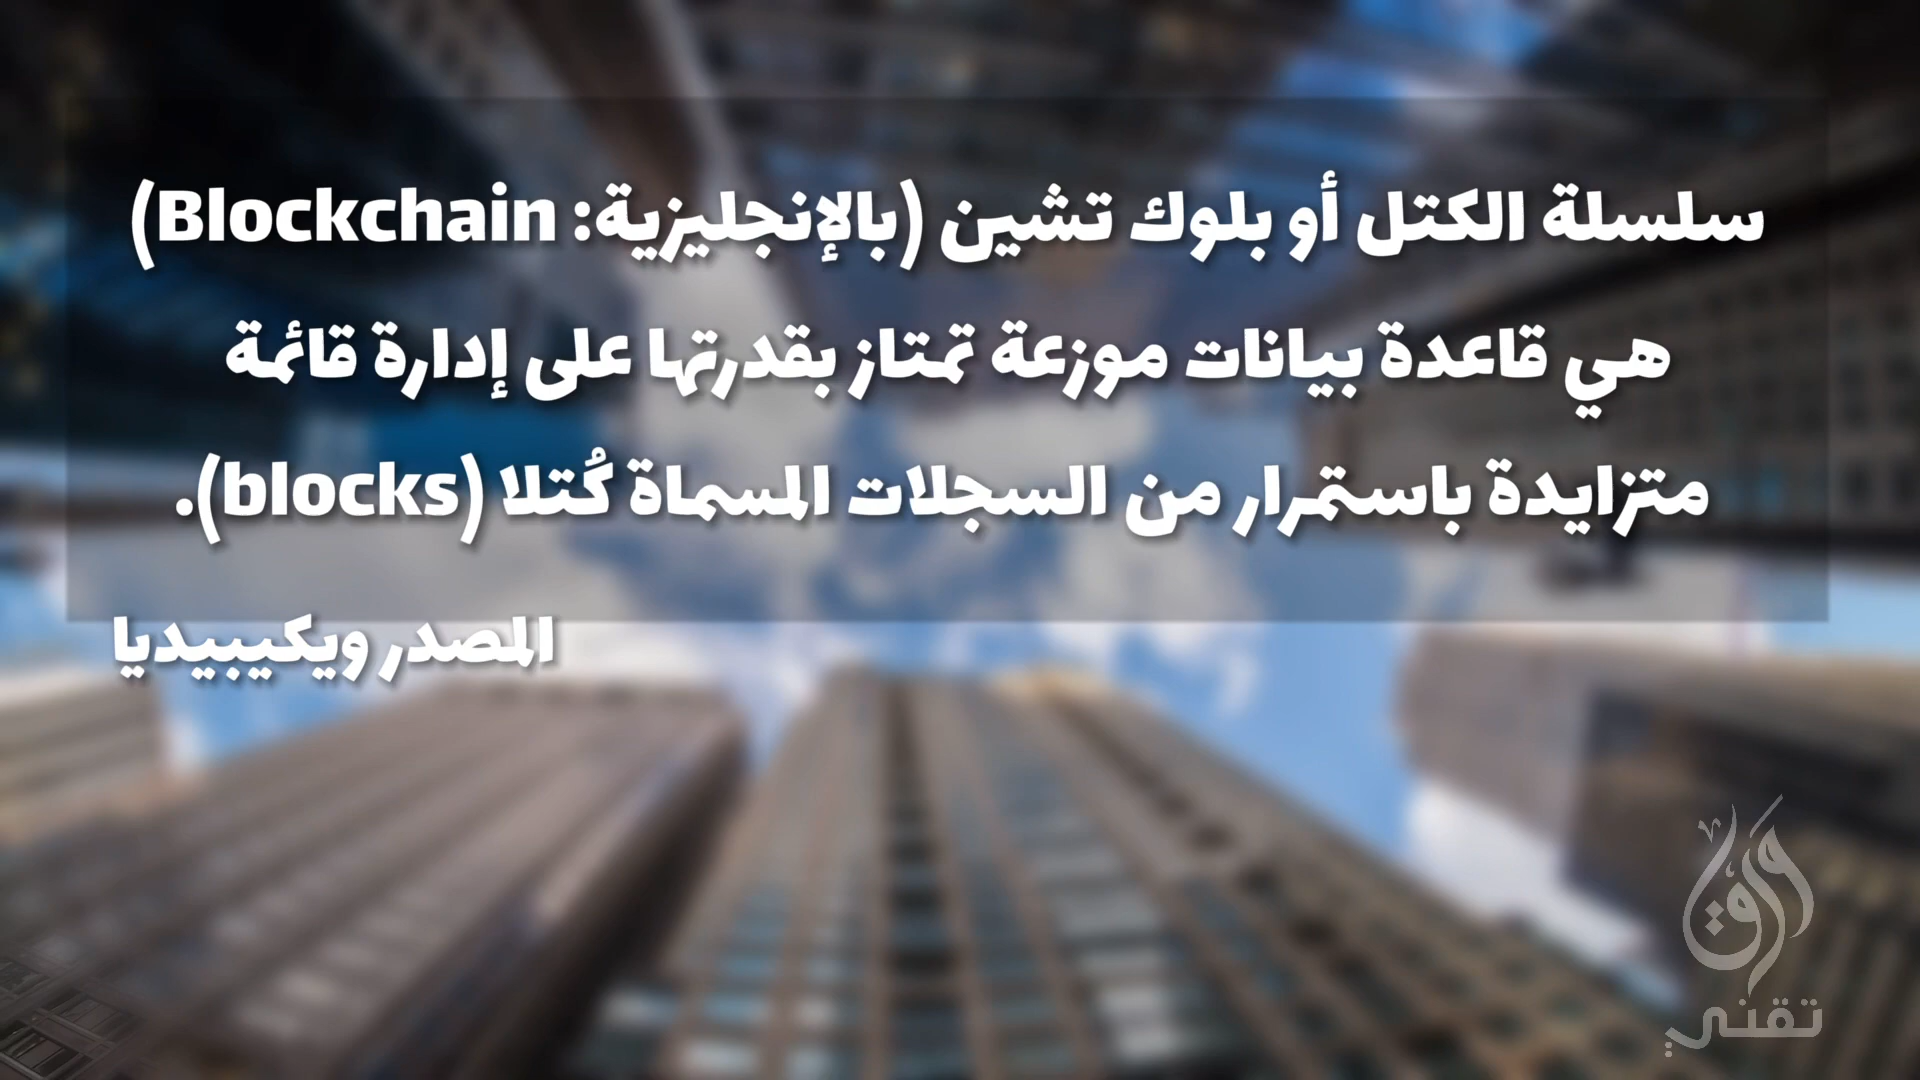 سلسلة الكتل أو بلوك تشين (بالإنجليزية: Blockchain)
هي قاعدة بيانات موزعة تمتاز بقدرتها على إدارة قائمة
متزايدة باستمرار من السجلات المسماة كُتلا (blocks).
المصدر ويكيبيديا
تقني